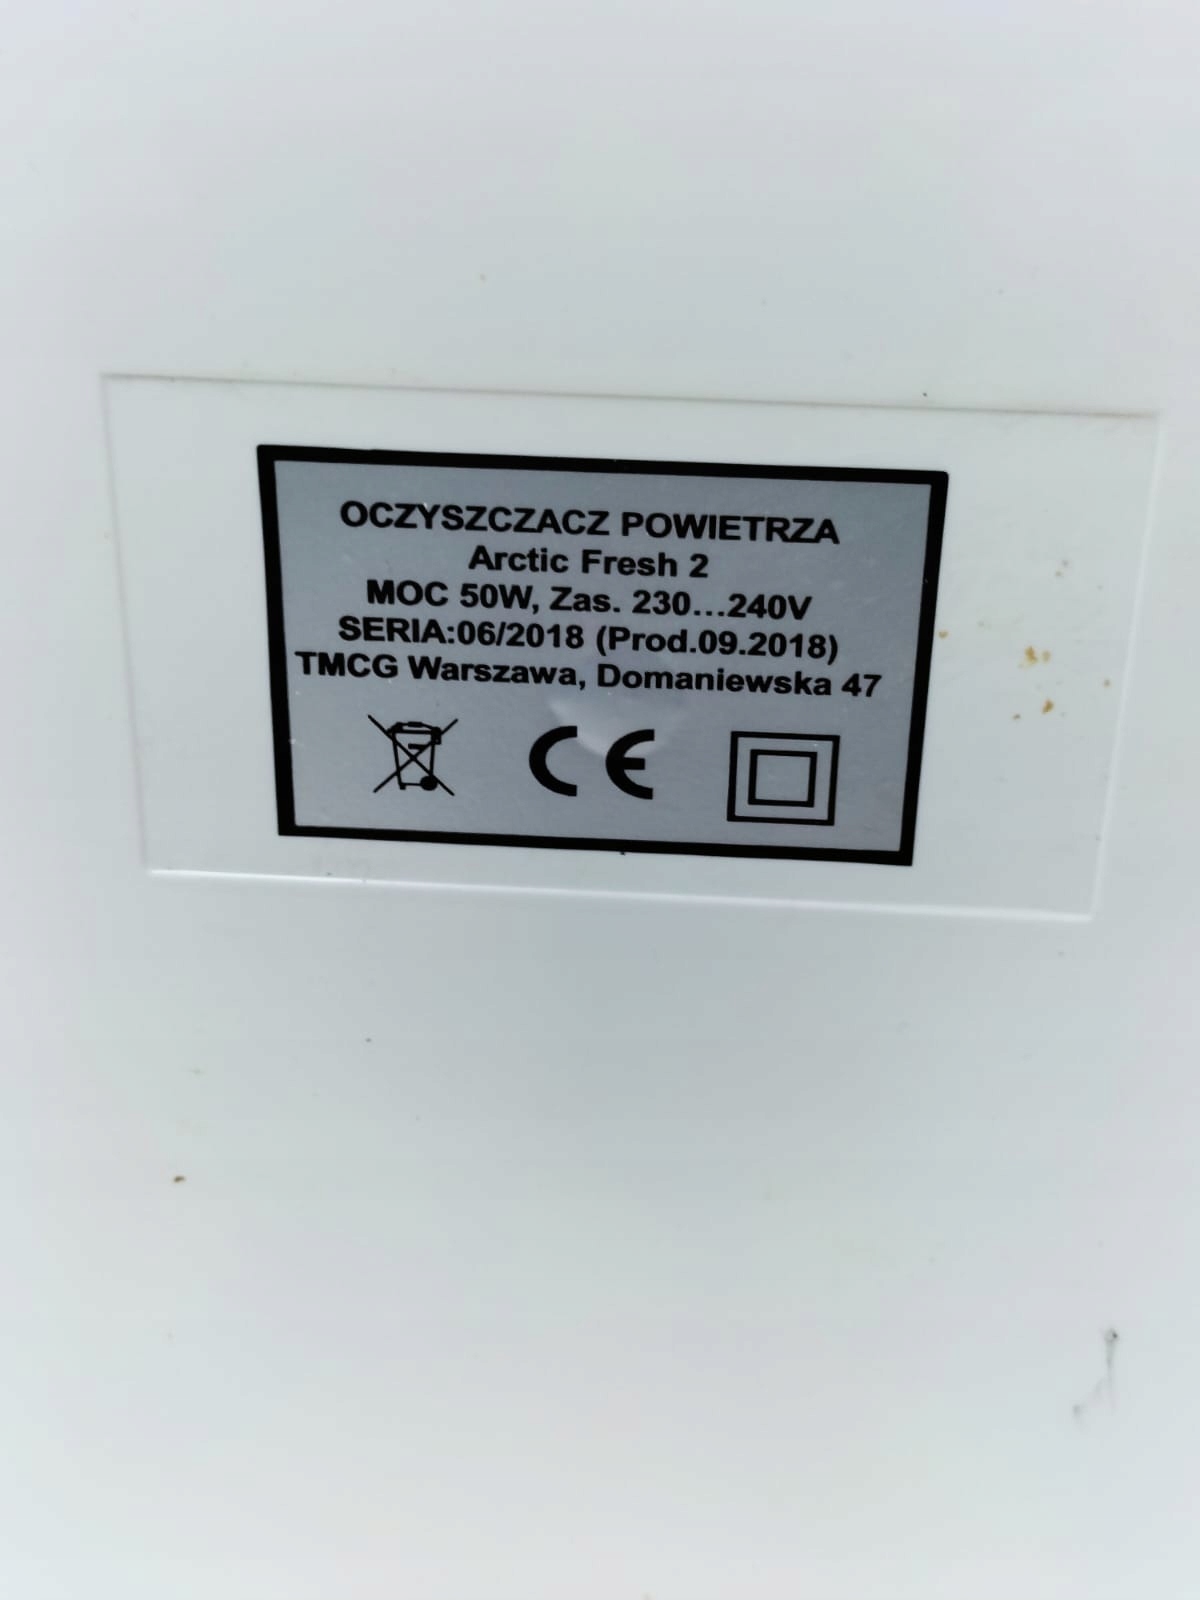 OCZYSZCZACZ POWIETRZA
Arctic Fresh 2
MOC 50W, Zas. 230...240V
SERIA:06/2018 (Prod.09.2018)
TMCG Warszawa, Domaniewska 47
CE